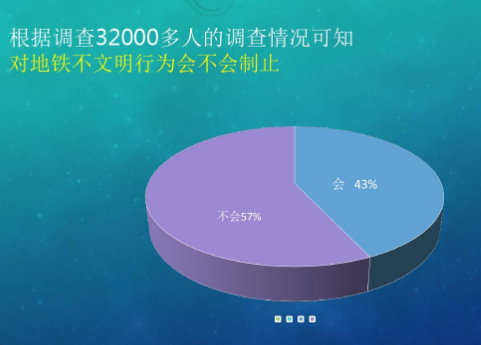 根据调查32000多人的调查情况可知
对地铁不文明行为会不会制止
会 43%
不会57%